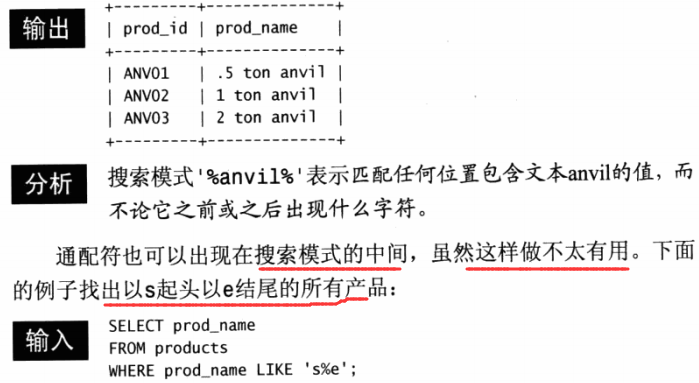 输出
+---------+--------------+
| prod_id | prod_name    |
+---------+--------------+
| ANV01   | .5 ton anvil |
| ANV02   | 1 ton anvil  |
| ANV03   | 2 ton anvil  |
+---------+--------------+
分析 搜索模式'%anvil%'表示匹配任何位置包含文本anvil的值，而
不论它之前或之后出现什么字符。
通配符也可以出现在搜索模式的中间，虽然这样做不太有用。下面
的例子找出以s起头以e结尾的所有产品：
输入
SELECT prod_name
FROM products
WHERE prod_name LIKE 's%e';